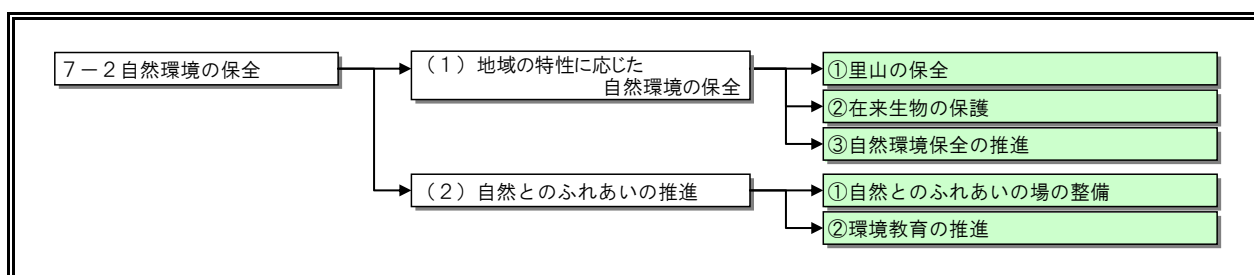 ７－２自然環境の保全
（１）地域の特性に応じた
自然環境の保全
①里山の保全
②在来生物の保護
③自然環境保全の推進
（２）自然とのふれあいの推進
①自然とのふれあいの場の整備
②環境教育の推進